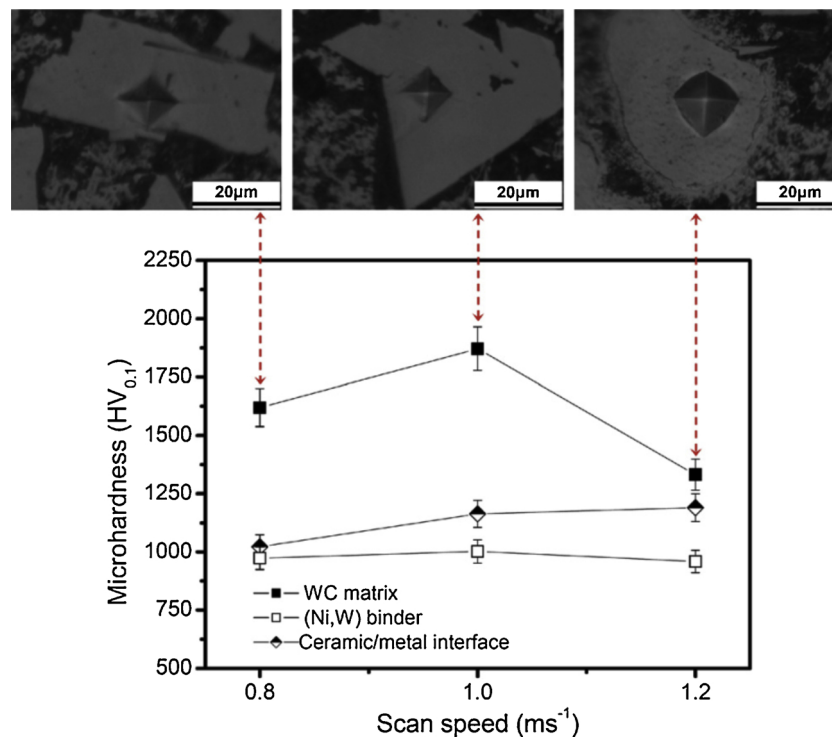 20μm 20μm 20μm
2250
2000
1750
1500
1250
1000
750
500
Microhardness (HV0.1)
WC matrix
(Ni,W) binder
Ceramic/metal interface
0.8 1.0 1.2
Scan speed (ms-1)